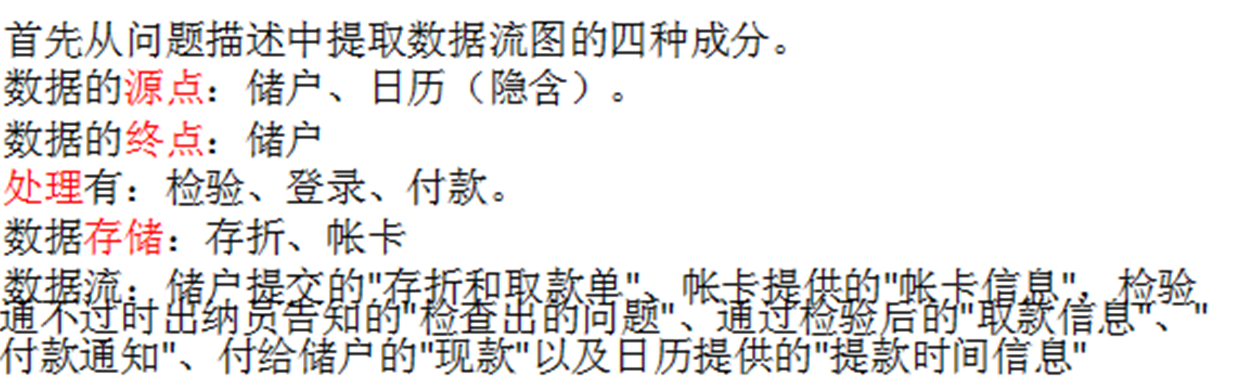 首先从问题描述中提取数据流图的四种成分。
数据的源点：储户、日历（隐含）。
数据的终点：储户
处理有：检验、登录、付款。
数据存储：存折、帐卡
数据流：储户提交的"存折和取款单"、帐卡提供的"帐卡信息"，检验
通不过时出纳员告知的"检查出的问题"、通过检验后的"取款信息"、"
付款通知"、付给储户的"现款"以及日历提供的"提款时间信息"